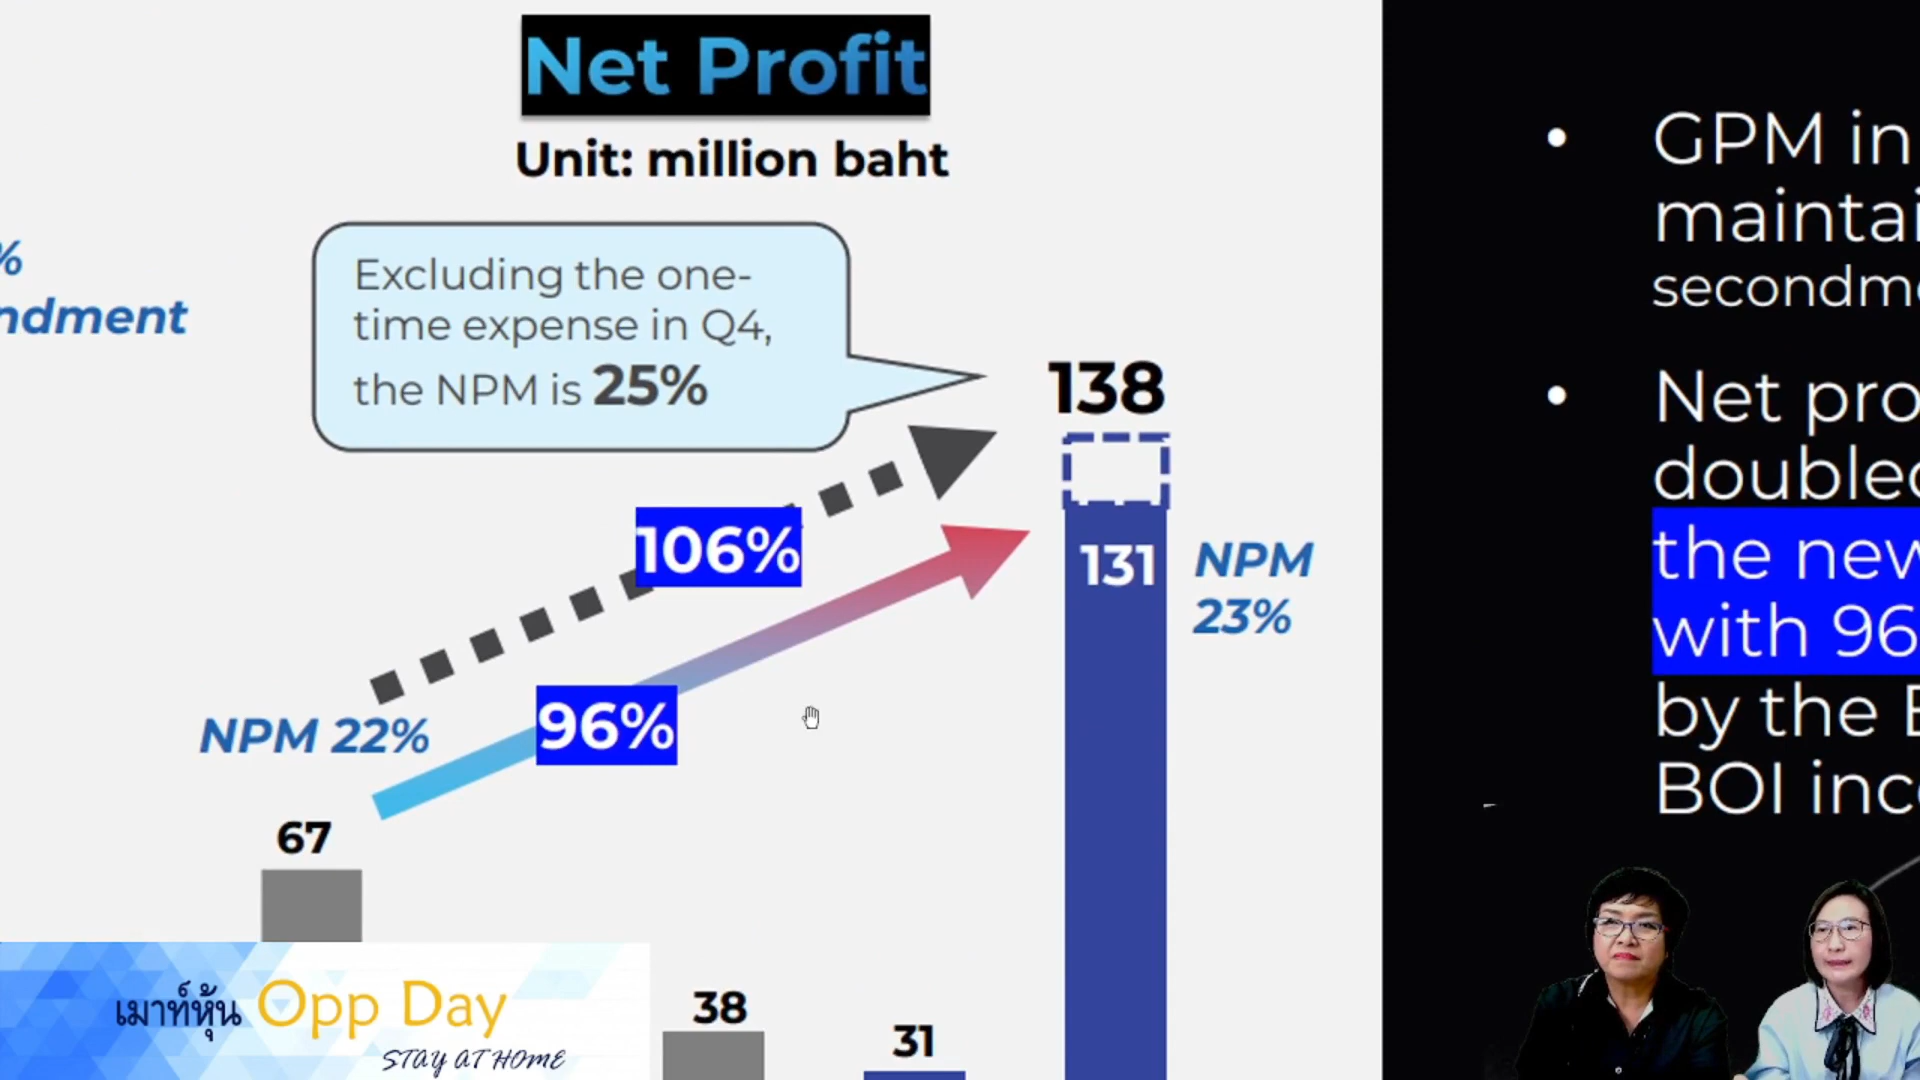 Net Profit
Unit: million baht
%
ndment
Excluding the one-
time expense in Q4,
the NPM is 25%
138
106%
131
NPM
23%
96%
NPM 22%
67
38
31
GPM in
maintai
secondm
Net pro
doubled
the new
with 96
by the
BOI inc
เมาท์หุ้น Opp Day
STAY AT HOME